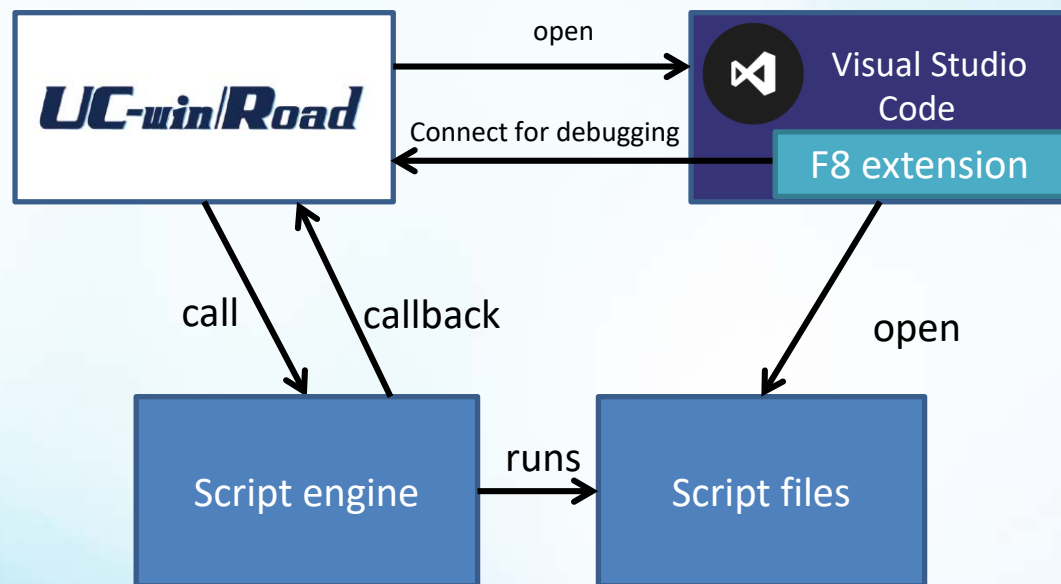 open
UC-win/Road
Visual Studio
Code
Connect for debugging
F8 extension
call
callback
open
runs
Script engine
Script files